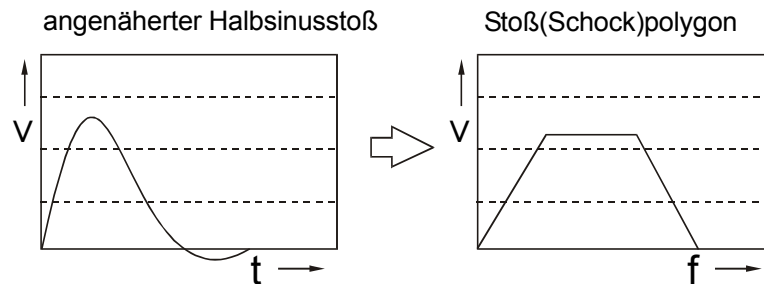 angenäherter Halbsinusstoß
Stoß(Schock)polygon
V
t
V
f